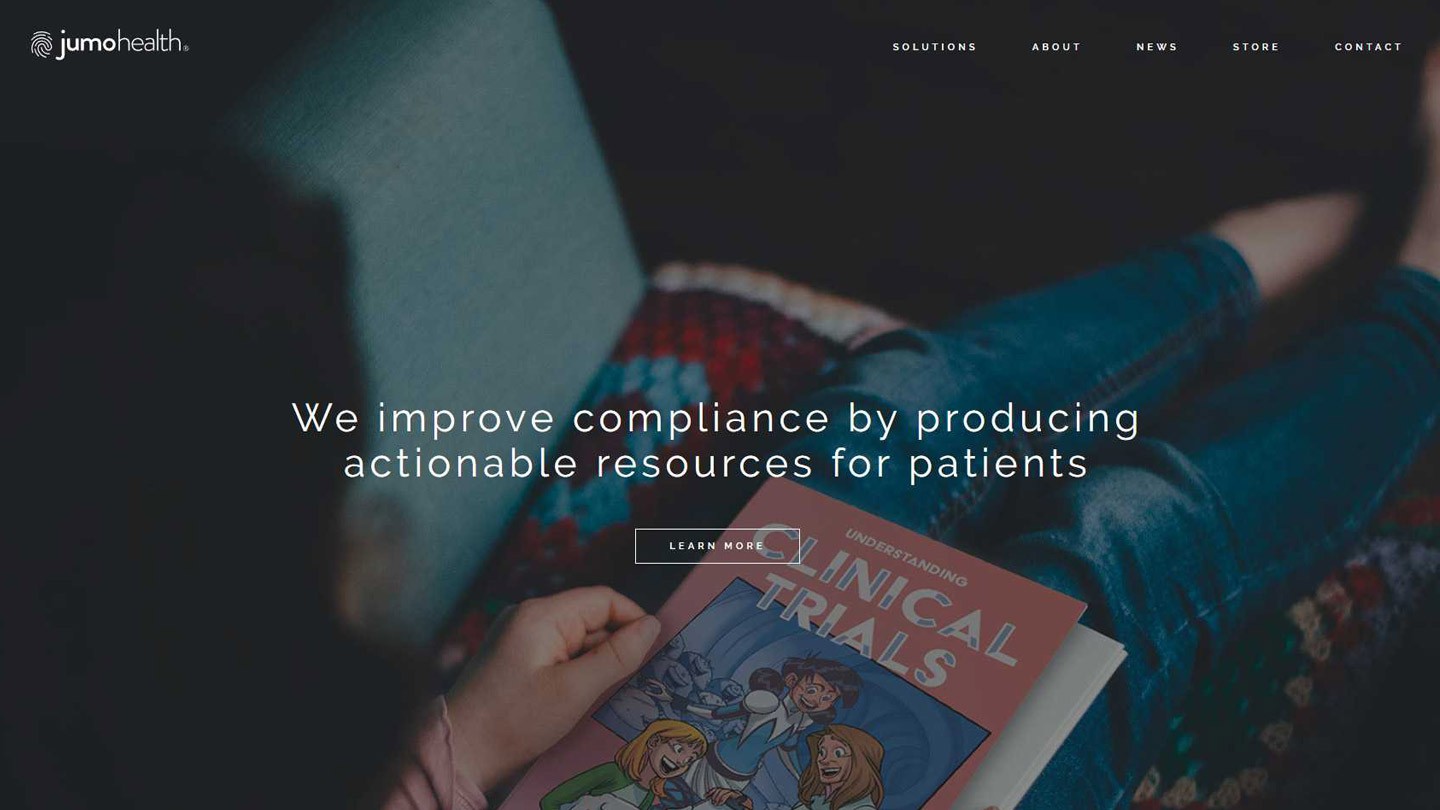 jumohealth®
SOLUTIONS
ABOUT
NEWS
STORE
CONTACT
We improve compliance by producing
actionable resources for patients
LEARN MORE
UNDERSTANDING
CLINICAL
TRIALS